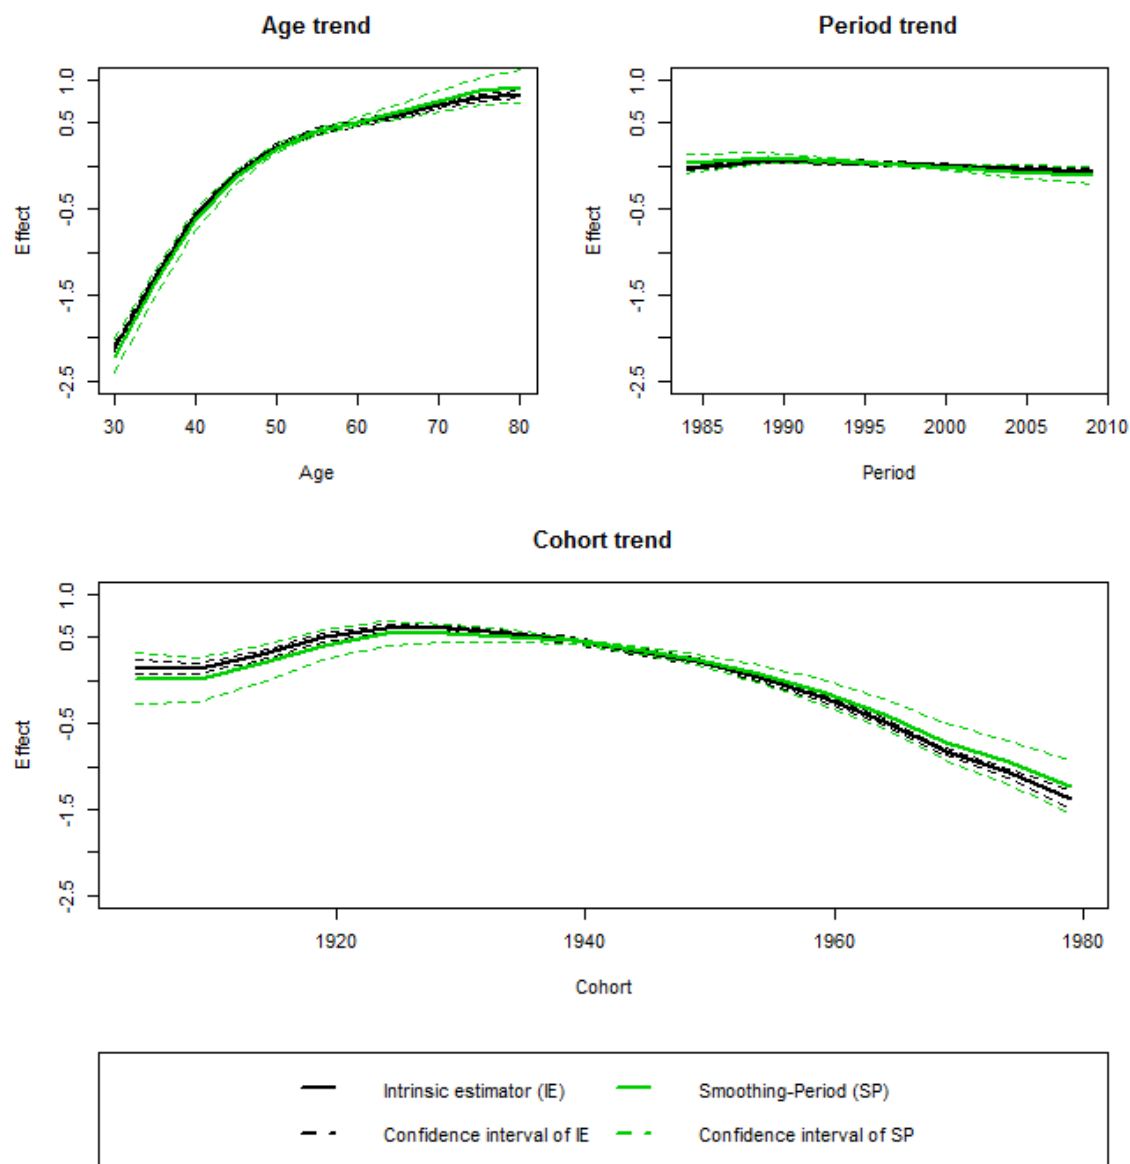 Age trend
Effect
1.0
0.5
-0.5
-1.5
-2.5
30 40 50 60 70 80
Age
Period trend
Effect
1.0
0.5
-0.5
-1.5
-2.5
1985 1990 1995 2000 2005 2010
Period
Cohort trend
Effect
1.0
0.5
-0.5
-1.5
-2.5
1920 1940 1960 1980
Cohort
Intrinsic estimator (IE)
Smoothing-Period (SP)
Confidence interval of IE
Confidence interval of SP